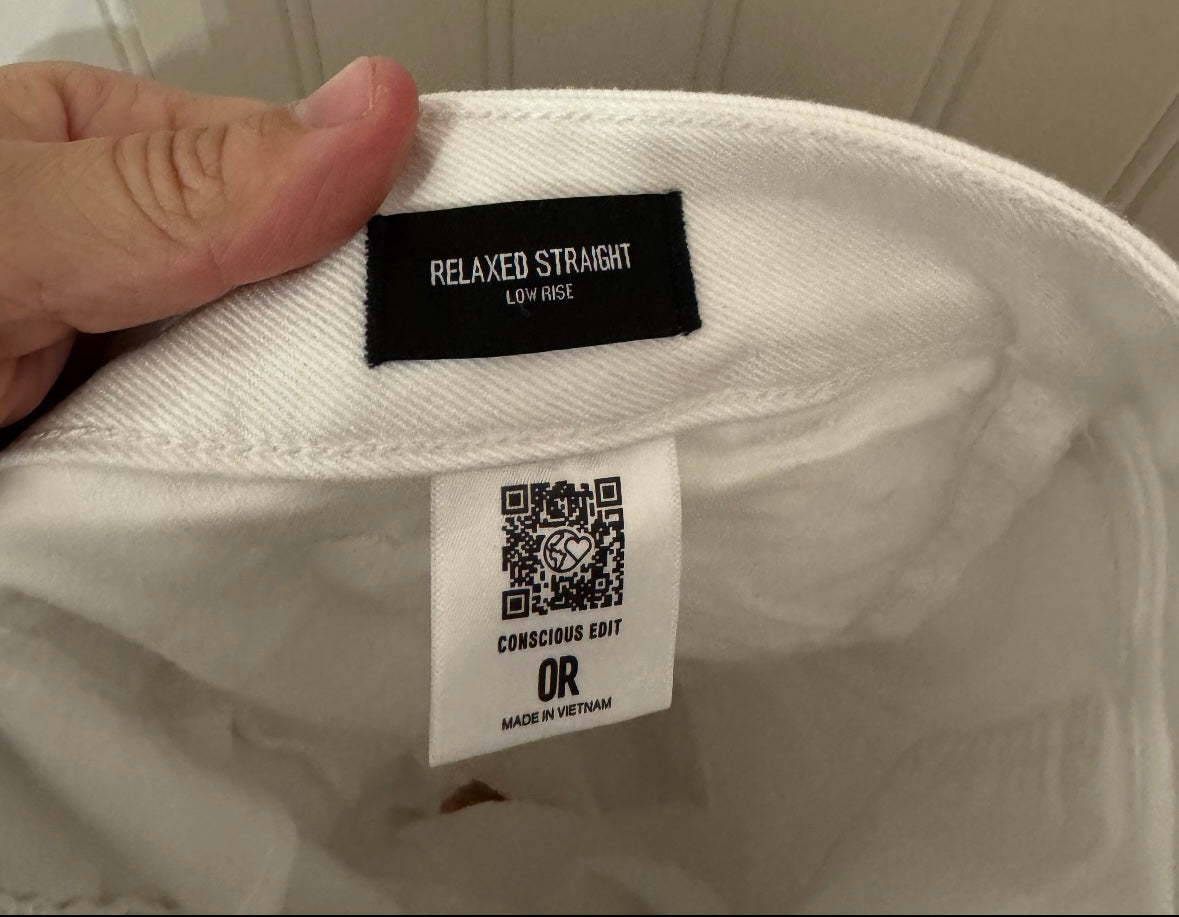 RELAXED STRAIGHT
LOW RISE
CONSCIOUS EDIT
0R
MADE IN VIETNAM